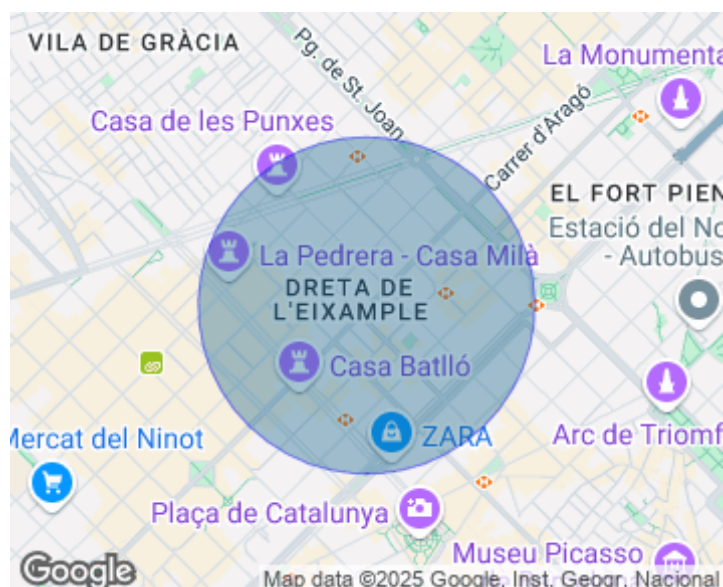 VILA DE GRÀCIA
Pg. de St. Joan
La Monumenta
Casa de les Punxes
Carrer d'Aragó
EL FORT PIEN
Estació del No
- Autobus
La Pedrera - Casa Milà
DRETA DE
L'EIXAMPLE
Casa Batlló
Mercat del Ninot
ZARA
Arc de Triomf
Plaça de Catalunya
Museu Picasso
Google
Map data ©2025 Google, Inst. Geogr. Nacional